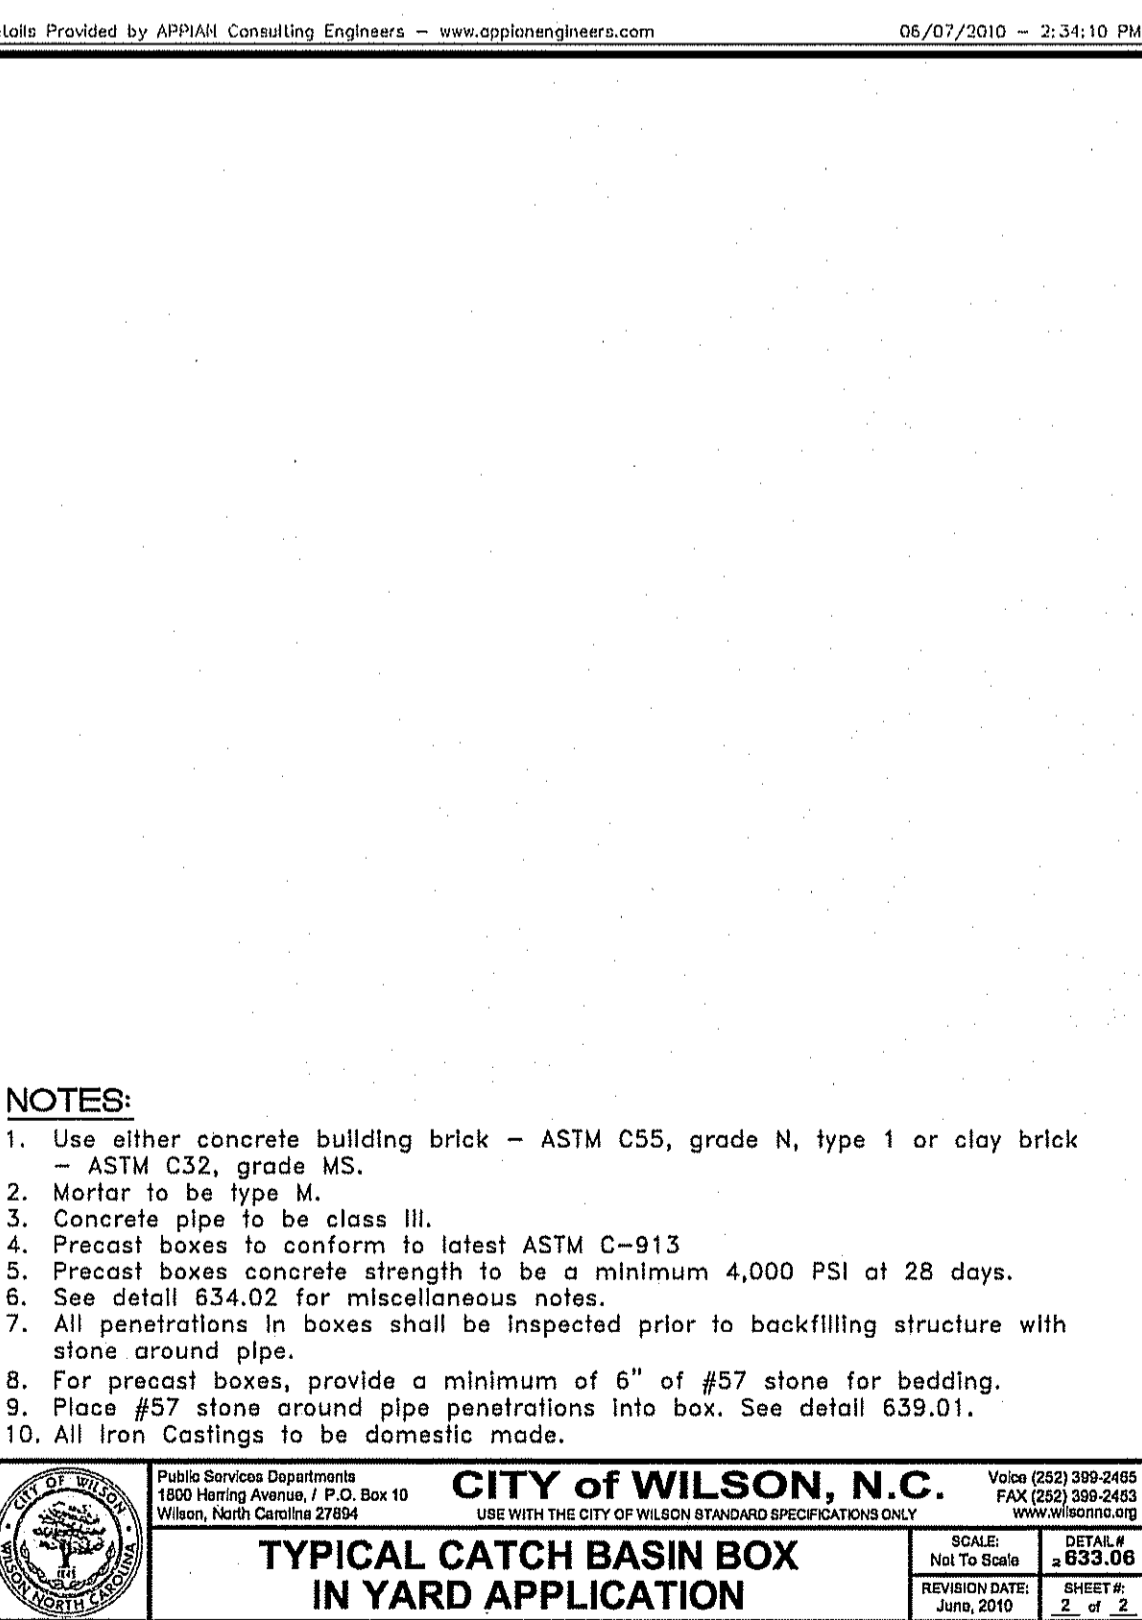 Details Provided by APPIAN Consulting Engineers – www.appianengineers.com 06/07/2010 – 2:34:10 PM
NOTES:
1. Use either concrete building brick – ASTM C55, grade N, type 1 or clay brick
– ASTM C32, grade MS.
2. Mortar to be type M.
3. Concrete pipe to be class III.
4. Precast boxes to conform to latest ASTM C–913
5. Precast boxes concrete strength to be a minimum 4,000 PSI at 28 days.
6. See detail 634.02 for miscellaneous notes.
7. All penetrations in boxes shall be inspected prior to backfilling structure with
stone around pipe.
8. For precast boxes, provide a minimum of 6" of #57 stone for bedding.
9. Place #57 stone around pipe penetrations into box. See detail 639.01.
10. All Iron Castings to be domestic made.
CITY OF WILSON
WILSON NORTH CAROLINA
1849
Public Services Departments
1800 Herring Avenue, / P.O. Box 10
Wilson, North Carolina 27894
CITY of WILSON, N.C.
USE WITH THE CITY OF WILSON STANDARD SPECIFICATIONS ONLY
Voice (252) 399-2465
FAX (252) 399-2453
www.wilsonnc.org
TYPICAL CATCH BASIN BOX
IN YARD APPLICATION
SCALE:
Not To Scale
DETAIL#
633.06
REVISION DATE:
June, 2010
SHEET #:
2 of 2